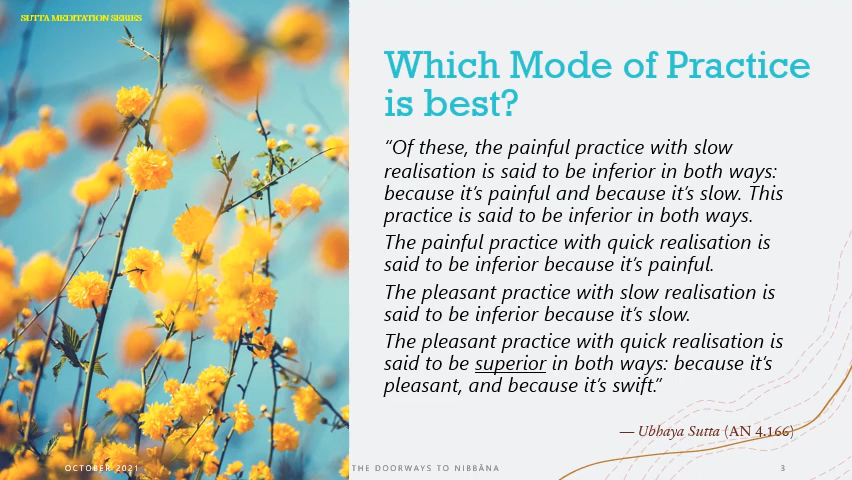 SUTTA MEDITATION SERIES
Which Mode of Practice
is best?
“Of these, the painful practice with slow
realisation is said to be inferior in both ways:
because it’s painful and because it’s slow. This
practice is said to be inferior in both ways.
The painful practice with quick realisation is
said to be inferior because it’s painful.
The pleasant practice with slow realisation is
said to be inferior because it’s slow.
The pleasant practice with quick realisation is
said to be superior in both ways: because it’s
pleasant, and because it’s swift.”
— Ubhaya Sutta (AN 4.166)
OCTOBER 2021
THE DOORWAYS TO NIBBĀNA
3